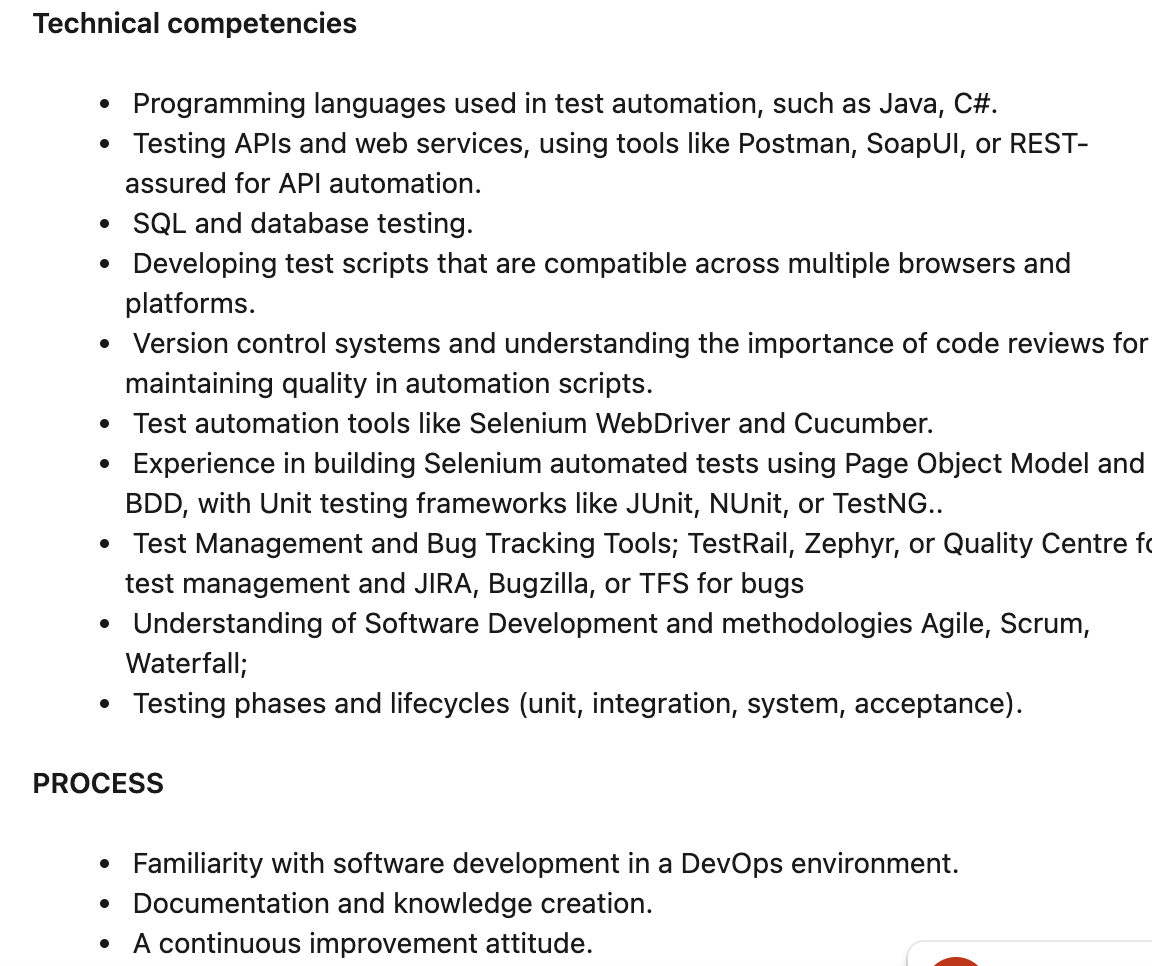 Technical competencies
• Programming languages used in test automation, such as Java, C#.
• Testing APIs and web services, using tools like Postman, SoapUI, or REST-
assured for API automation.
• SQL and database testing.
• Developing test scripts that are compatible across multiple browsers and
platforms.
• Version control systems and understanding the importance of code reviews for
maintaining quality in automation scripts.
• Test automation tools like Selenium WebDriver and Cucumber.
• Experience in building Selenium automated tests using Page Object Model and
BDD, with Unit testing frameworks like JUnit, NUnit, or TestNG..
• Test Management and Bug Tracking Tools; TestRail, Zephyr, or Quality Centre
test management and JIRA, Bugzilla, or TFS for bugs
• Understanding of Software Development and methodologies Agile, Scrum,
Waterfall;
• Testing phases and lifecycles (unit, integration, system, acceptance).
PROCESS
• Familiarity with software development in a DevOps environment.
• Documentation and knowledge creation.
• A continuous improvement attitude.